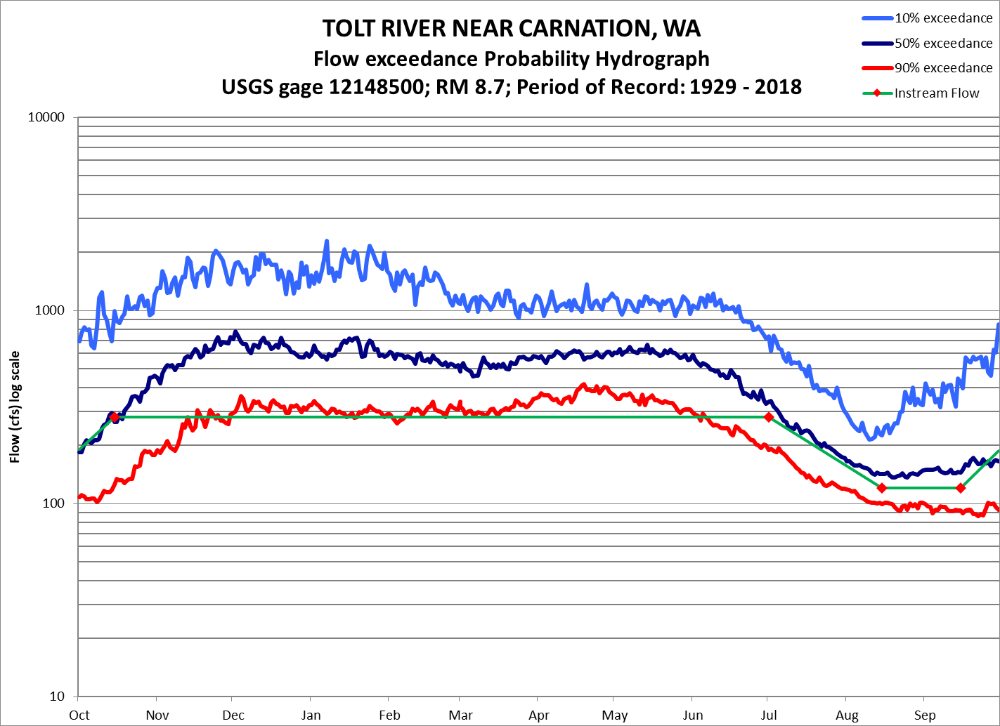 TOLT RIVER NEAR CARNATION, WA
Flow exceedance Probability Hydrograph
USGS gage 12148500; RM 8.7; Period of Record: 1929 - 2018
10% exceedance
50% exceedance
90% exceedance
Instream Flow
Flow (cfs) log scale
10000
1000
100
10
Oct Nov Dec Jan Feb Mar Apr May Jun Jul Aug Sep